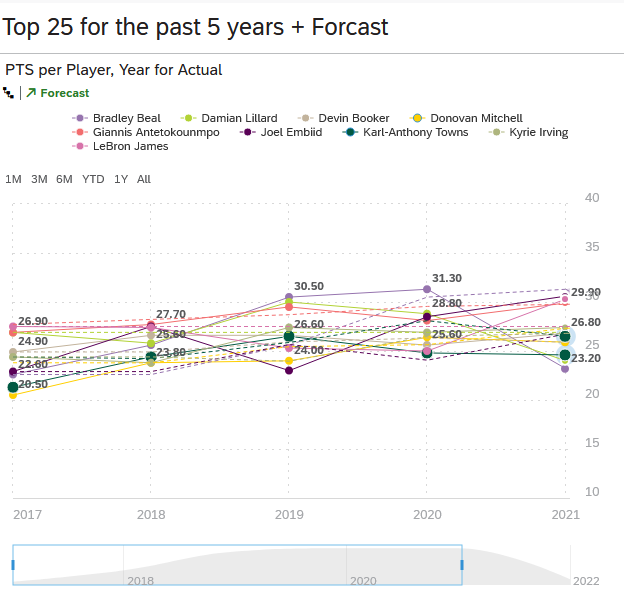 Top 25 for the past 5 years + Forcast
PTS per Player, Year for Actual
Forecast
Bradley Beal Damian Lillard Devin Booker Donovan Mitchell
Giannis Antetokounmpo Joel Embiid Karl-Anthony Towns Kyrie Irving
LeBron James
1M 3M 6M YTD 1Y All
40
35
31.30
30.50
29.90
30
28.80
27.70
26.90
26.60
26.80
25.60
25.60
24.90
25
24.00
23.80
23.20
22.60
20.50
20
15
10
2017 2018 2019 2020 2021
2018 2020 2022